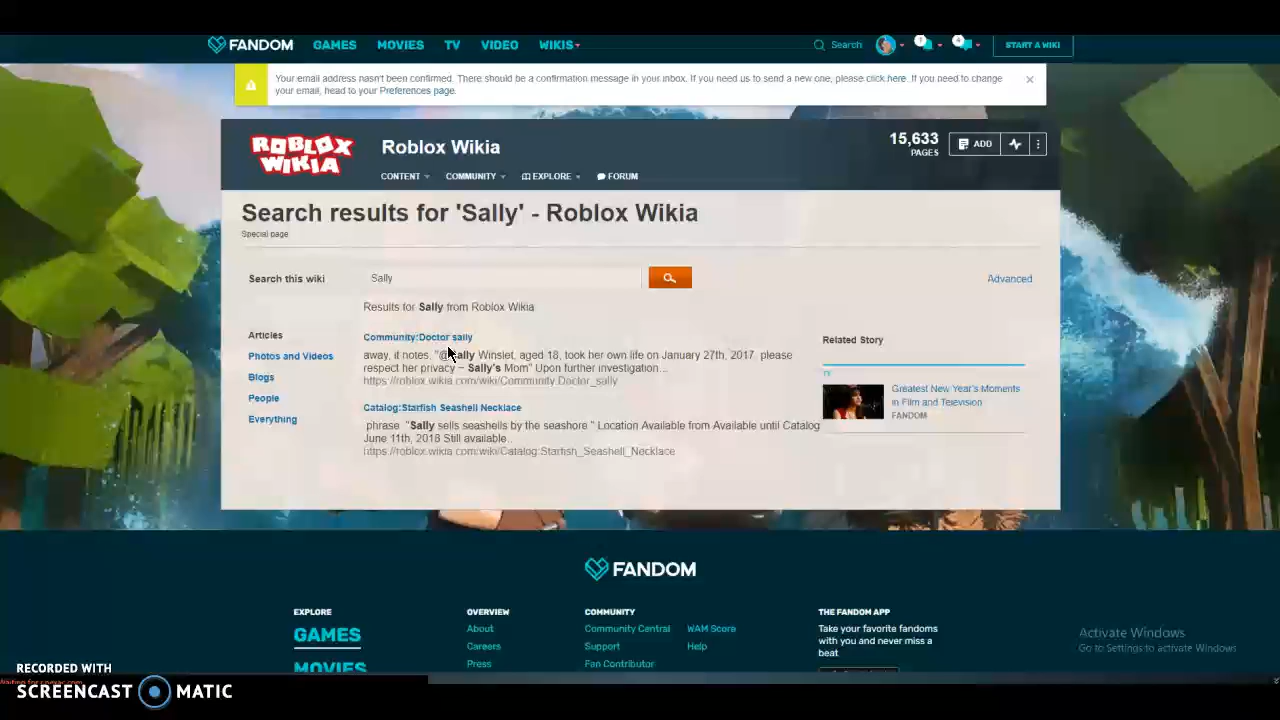 FANDOM GAMES MOVIES TV VIDEO WIKIS Search 1 4 START A WIKI
Your email address hasn't been confirmed. There should be a confirmation message in your inbox. If you need us to send a new one, please click here. If you need to change
your email, head to your Preferences page.
ROBLOX
WIKIA
Roblox Wikia
15,633
PAGES
ADD
CONTENT COMMUNITY EXPLORE FORUM
Search results for 'Sally' - Roblox Wikia
Special page
Search this wiki
Sally
Advanced
Results for Sally from Roblox Wikia
Articles
Photos and Videos
Blogs
People
Everything
Community:Doctor sally
away, it notes. "@Sally Winslet, aged 18, took her own life on January 27th, 2017. please
respect her privacy ~ Sally's Mom" Upon further investigation...
https://roblox.wikia.com/wiki/Community:Doctor_sally
Catalog:Starfish Seashell Necklace
phrase "Sally sells seashells by the seashore " Location Available from Available until Catalog
June 11th, 2018 Still available..
https://roblox.wikia.com/wiki/Catalog:Starfish_Seashell_Necklace
Related Story
TV
Greatest New Year's Moments
in Film and Television
FANDOM
FANDOM
EXPLORE
GAMES
MOVIES
OVERVIEW
About
Careers
Press
COMMUNITY
Community Central WAM Score
Support Help
Fan Contributor
THE FANDOM APP
Take your favorite fandoms
with you and never miss a
beat
Activate Windows
Go to Settings to activate Windows
RECORDED WITH
SCREENCAST MATIC